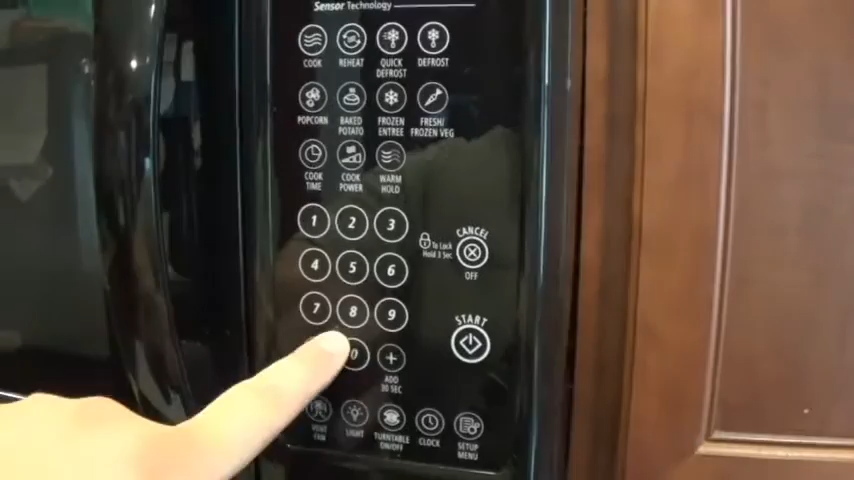 Sensor Technology
COOK REHEAT QUICK DEFROST DEFROST
POPCORN BAKED POTATO FROZEN ENTREE FRESH/ FROZEN VEG
COOK TIME COOK POWER WARM HOLD
1 2 3
CANCEL
To Lock
Hold 3 Sec
4 5 6
OFF
7 8 9
START
0 +
ADD
30 SEC
VENT FAN LIGHT TURNTABLE ON/OFF CLOCK SETUP MENU